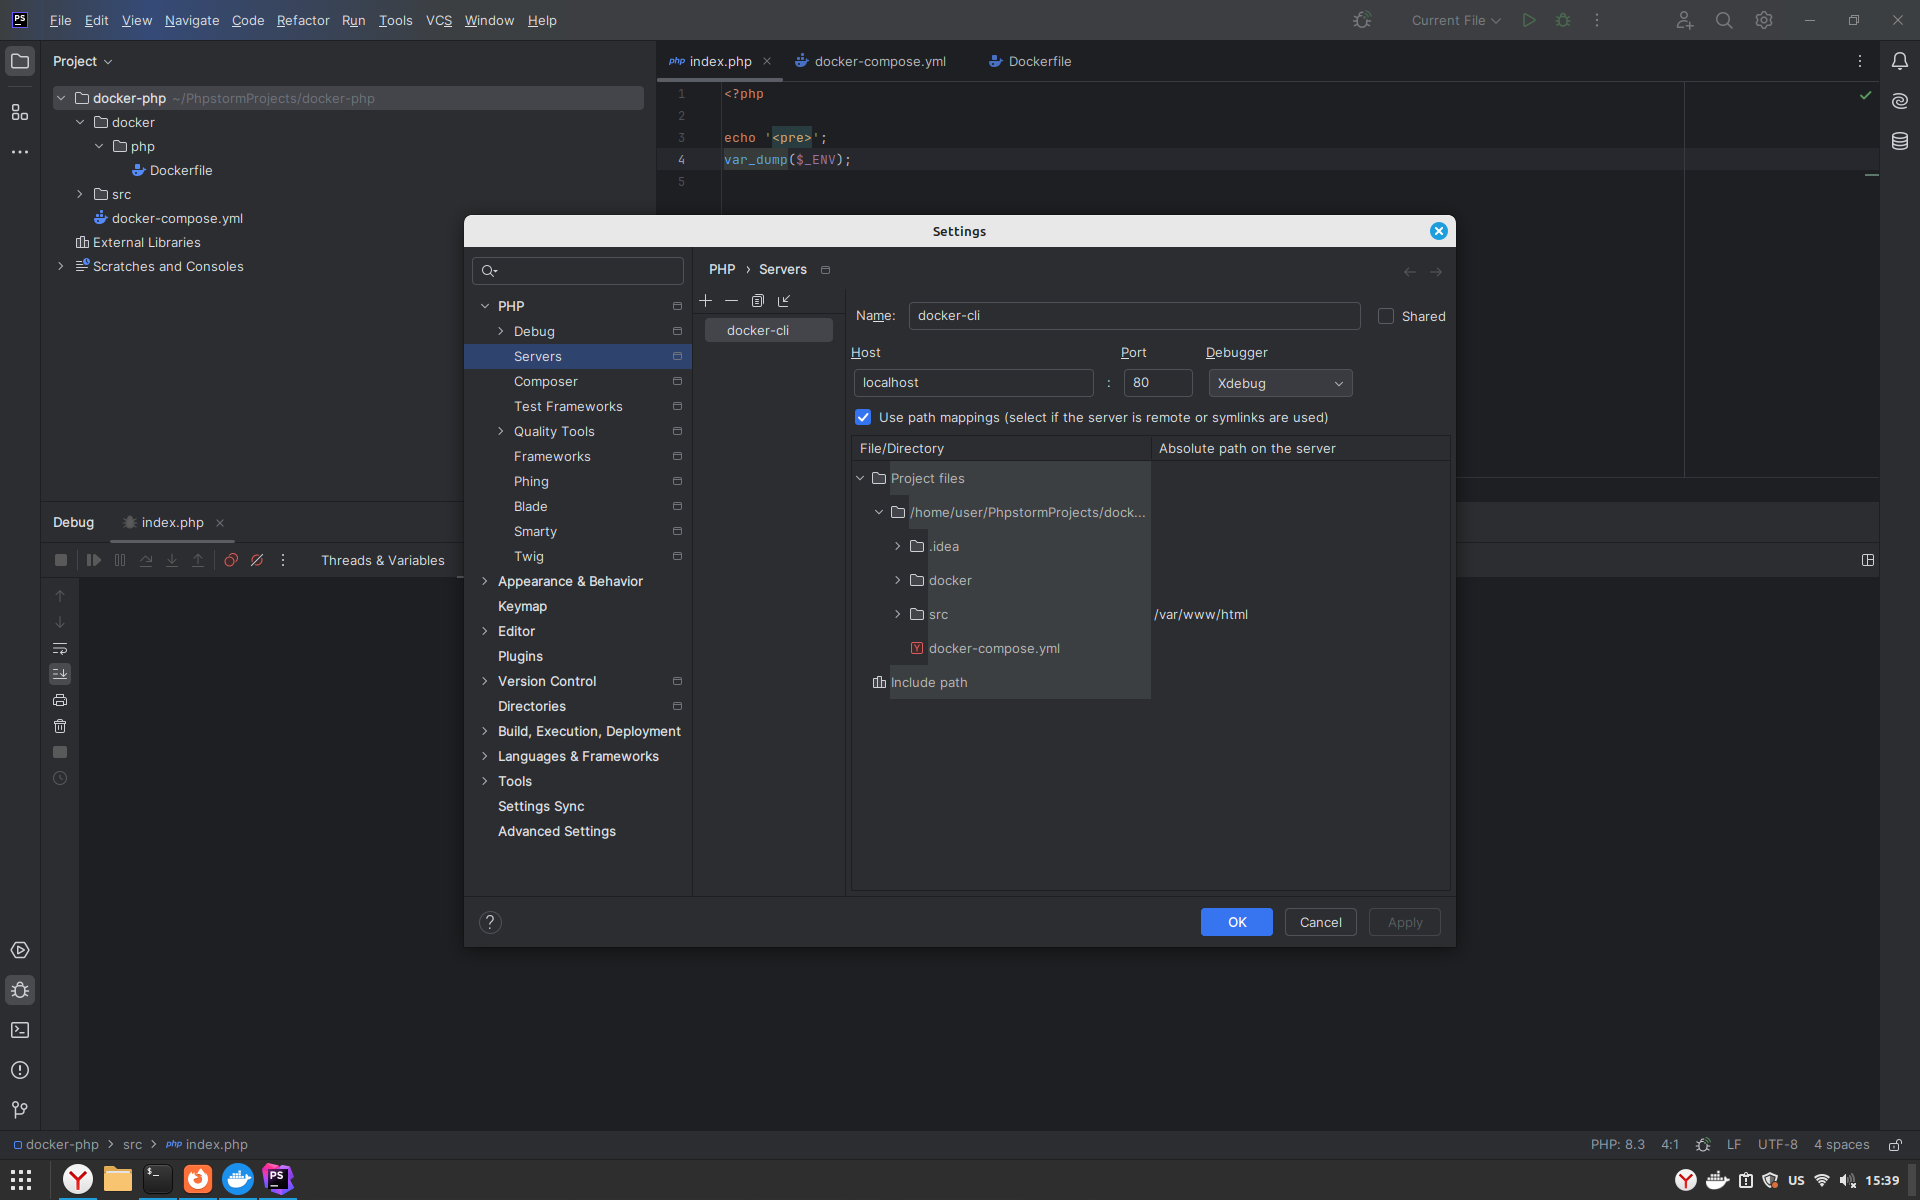 PS File Edit View Navigate Code Refactor Run Tools VCS Window Help Current File
Project
docker-php ~/PhpstormProjects/docker-php
docker
php
Dockerfile
src
docker-compose.yml
External Libraries
Scratches and Consoles
php index.php docker-compose.yml Dockerfile
1 <?php
2
3 echo '<pre>';
4 var_dump($_ENV);
5
Debug index.php
Threads & Variables
Settings
PHP
Debug
Servers
Composer
Test Frameworks
Quality Tools
Frameworks
Phing
Blade
Smarty
Twig
Appearance & Behavior
Keymap
Editor
Plugins
Version Control
Directories
Build, Execution, Deployment
Languages & Frameworks
Tools
Settings Sync
Advanced Settings
PHP › Servers
docker-cli
Name: docker-cli Shared
Host Port Debugger
localhost : 80 Xdebug
Use path mappings (select if the server is remote or symlinks are used)
File/Directory Absolute path on the server
Project files
/home/user/PhpstormProjects/dock...
.idea
docker
src /var/www/html
Y docker-compose.yml
Include path
? OK Cancel Apply
docker-php > src > php index.php PHP: 8.3 4:1 LF UTF-8 4 spaces
PS US 15:39